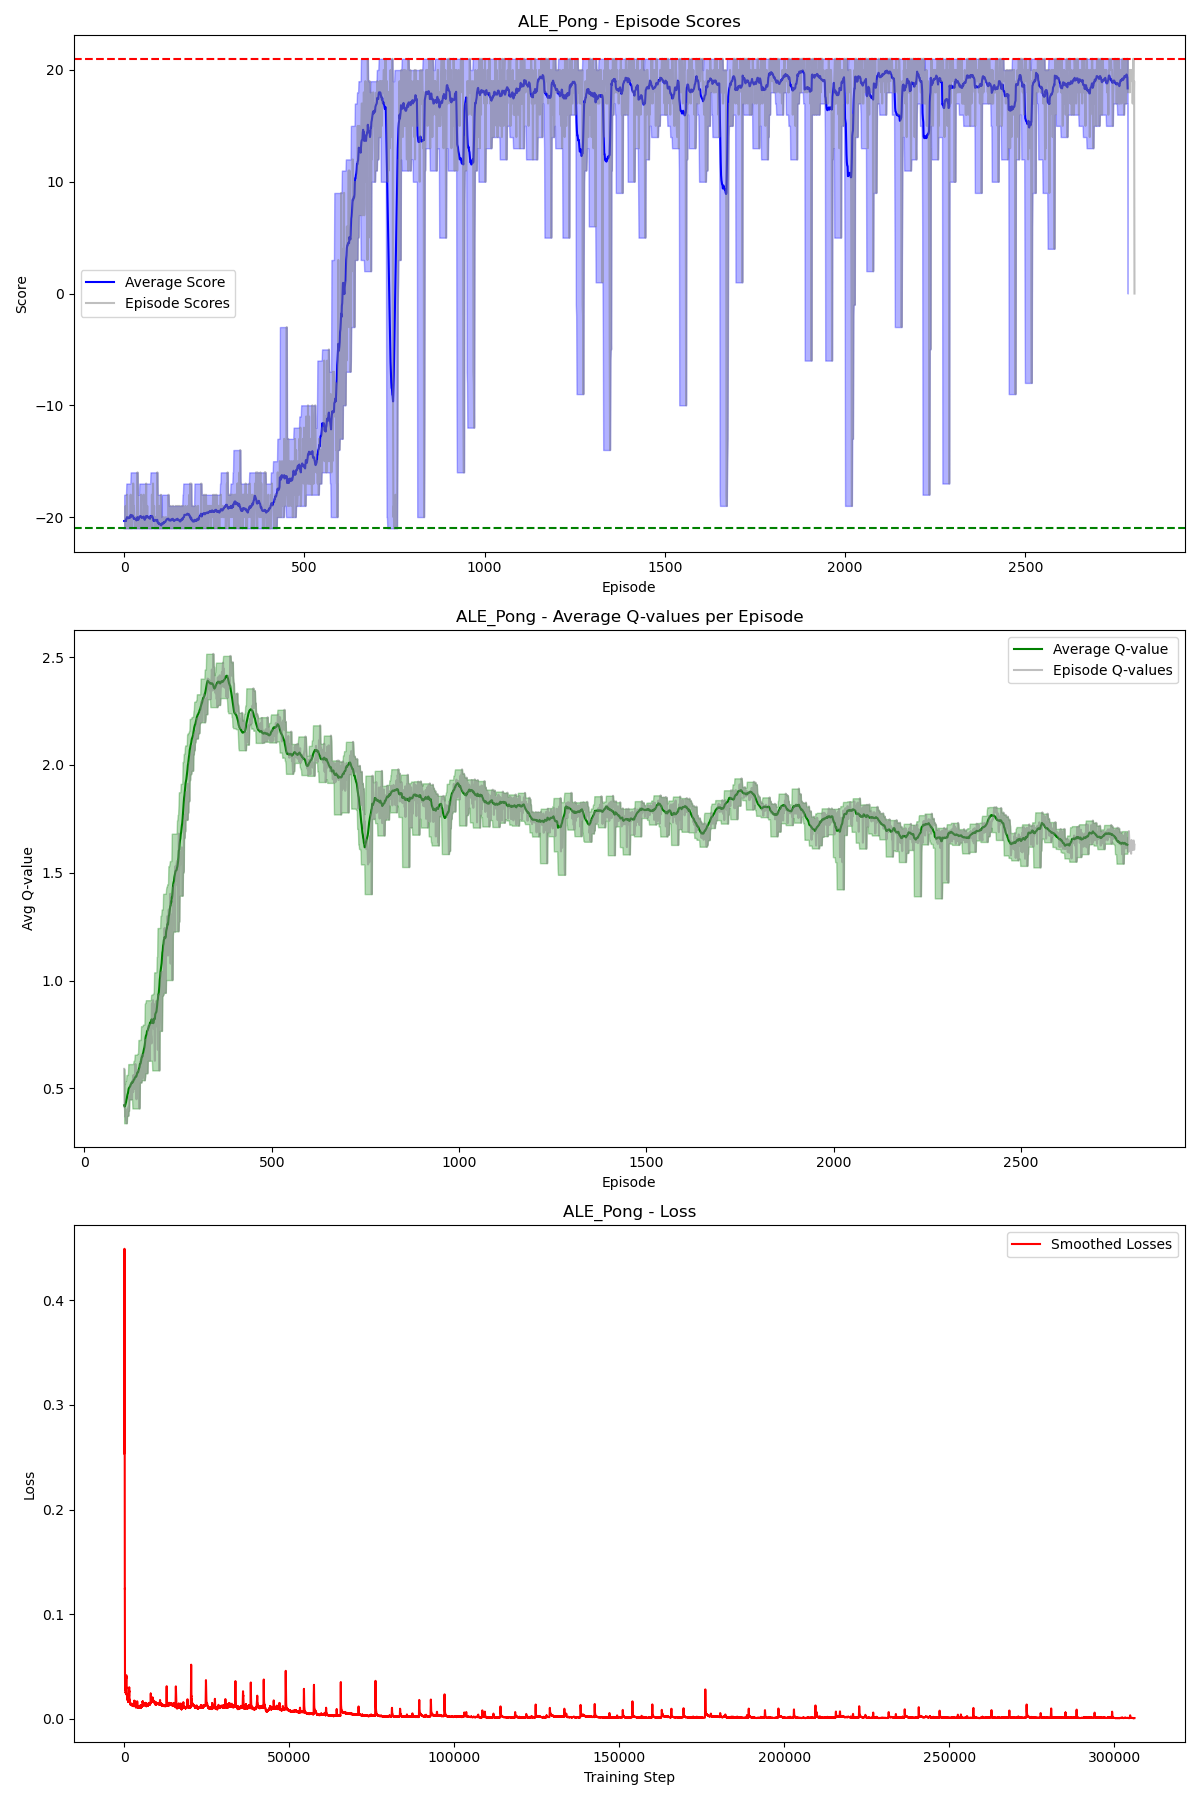 ALE_Pong - Episode Scores
20
10
0
−10
−20
Score
Average Score
Episode Scores
0
500
1000
1500
2000
2500
Episode
ALE_Pong - Average Q-values per Episode
2.5
2.0
1.5
1.0
0.5
Avg Q-value
Average Q-value
Episode Q-values
0
500
1000
1500
2000
2500
Episode
ALE_Pong - Loss
0.4
0.3
0.2
0.1
0.0
Loss
Smoothed Losses
0
50000
100000
150000
200000
250000
300000
Training Step